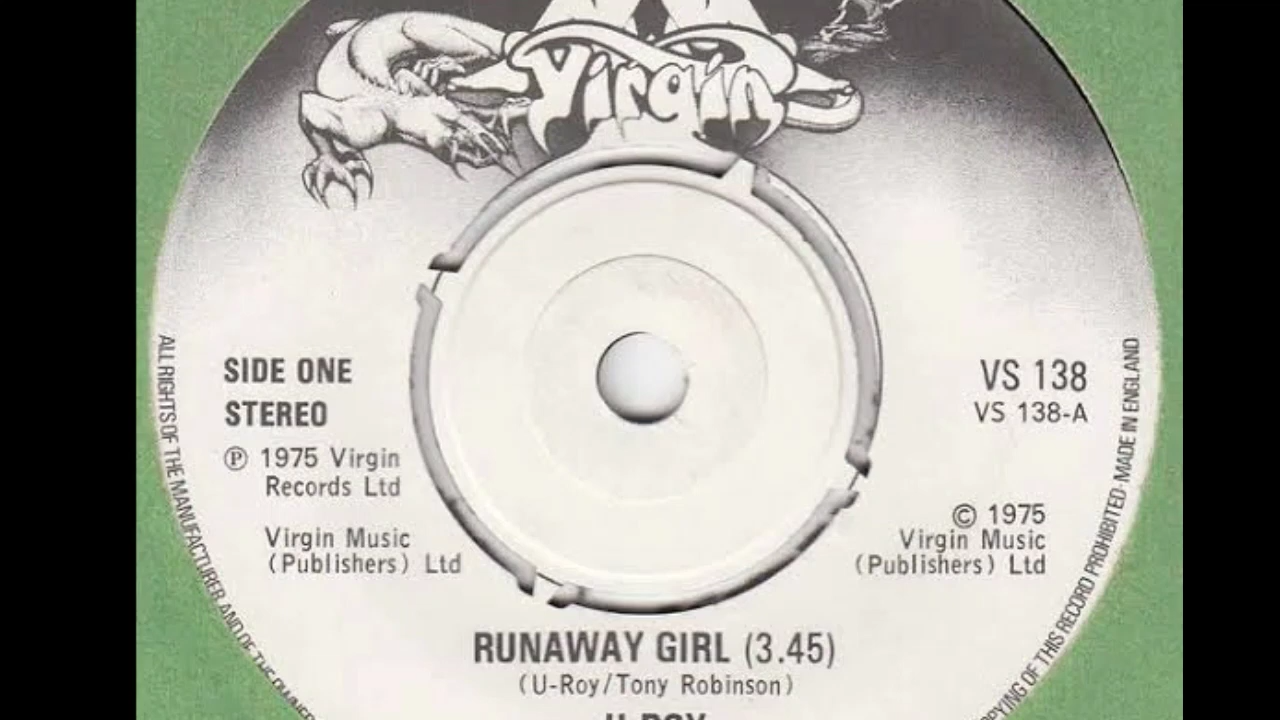 Virgin
SIDE ONE
STEREO
℗ 1975 Virgin
Records Ltd
Virgin Music
(Publishers) Ltd
VS 138
VS 138-A
© 1975
Virgin Music
(Publishers) Ltd
RUNAWAY GIRL (3.45)
(U-Roy/Tony Robinson)
U-ROY
ALL RIGHTS OF THE MANUFACTURER AND OF THE OWNER
COPYING OF THIS RECORD PROHIBITED-MADE IN ENGLAND